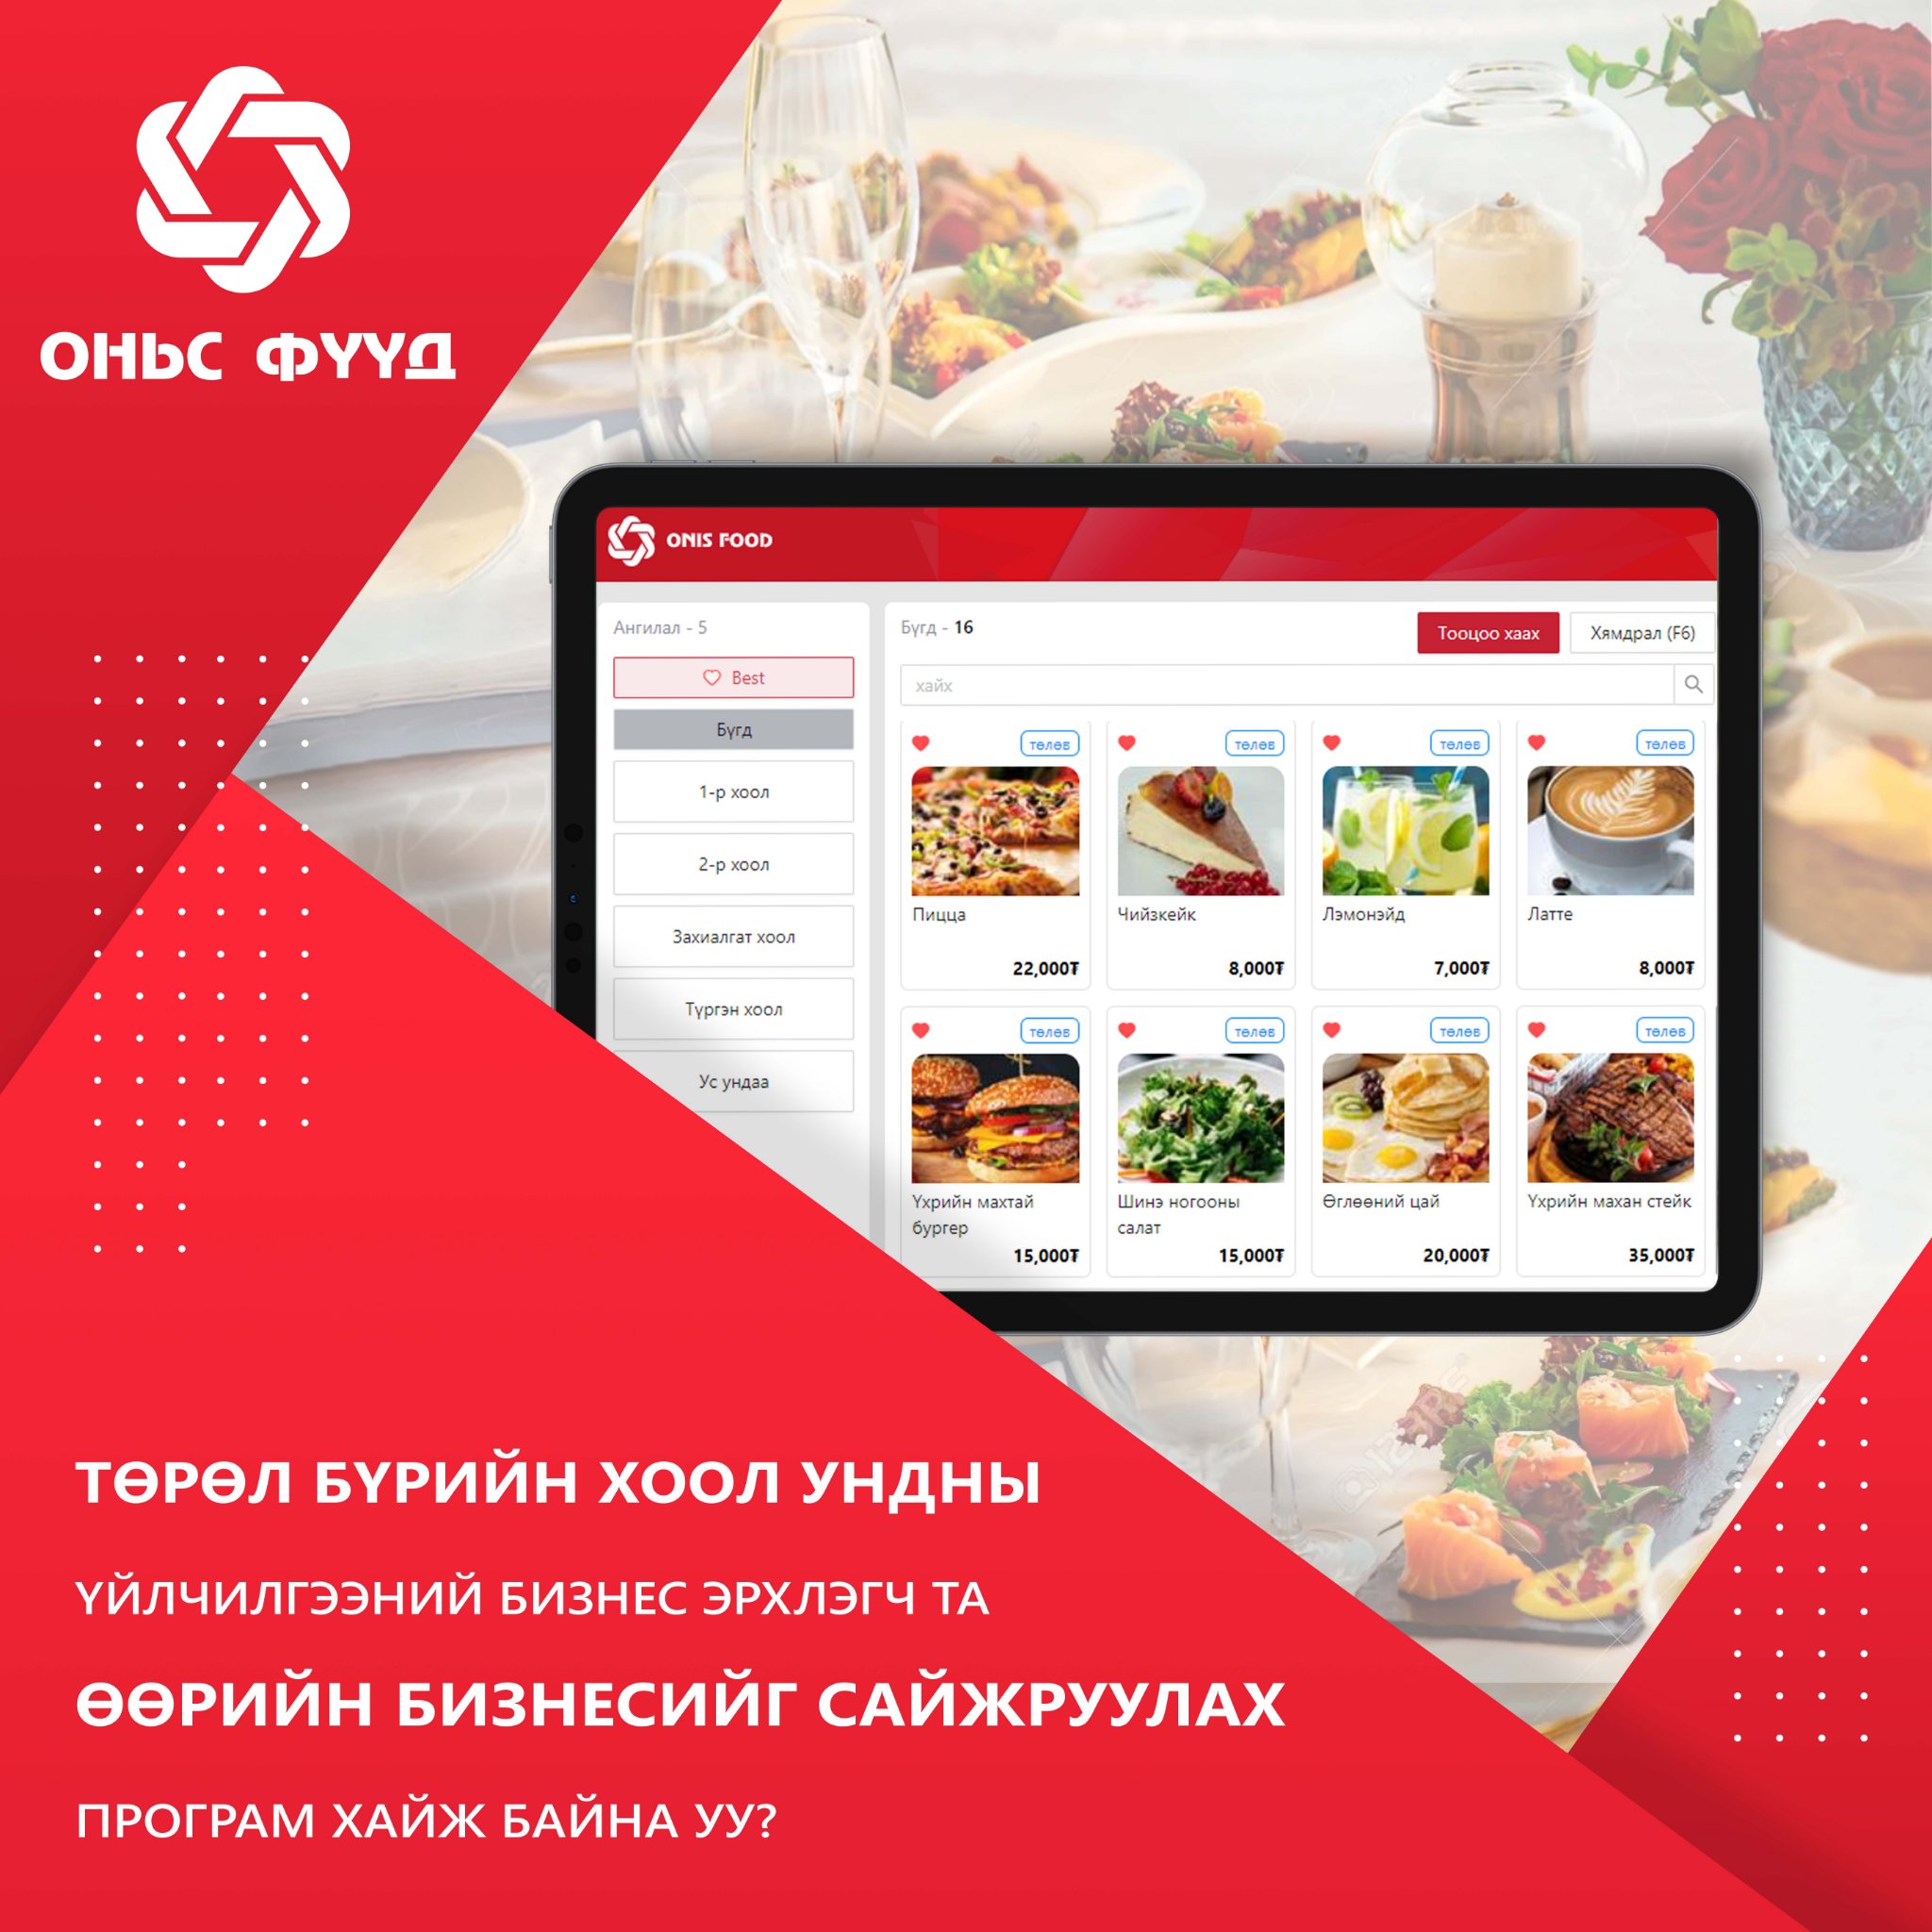 ОНЬС ФҮҮД
ONIS FOOD
Ангилал - 5
Best
Бүгд
1-р хоол
2-р хоол
Захиалгат хоол
Түргэн хоол
Ус ундаа
Бүгд - 16
Тооцоо хаах
Хямдрал (F6)
хайх
төлөв
төлөв
төлөв
төлөв
Пицца
Чийзкейк
Лэмонэйд
Латте
22,000₮
8,000₮
7,000₮
8,000₮
төлөв
төлөв
төлөв
төлөв
Үхрийн махтай
бургер
Шинэ ногооны
салат
Өглөөний цай
Үхрийн махан стейк
15,000₮
15,000₮
20,000₮
35,000₮
ТӨРӨЛ БҮРИЙН ХООЛ УНДНЫ
ҮЙЛЧИЛГЭЭНИЙ БИЗНЕС ЭРХЛЭГЧ ТА
ӨӨРИЙН БИЗНЕСИЙГ САЙЖРУУЛАХ
ПРОГРАМ ХАЙЖ БАЙНА УУ?